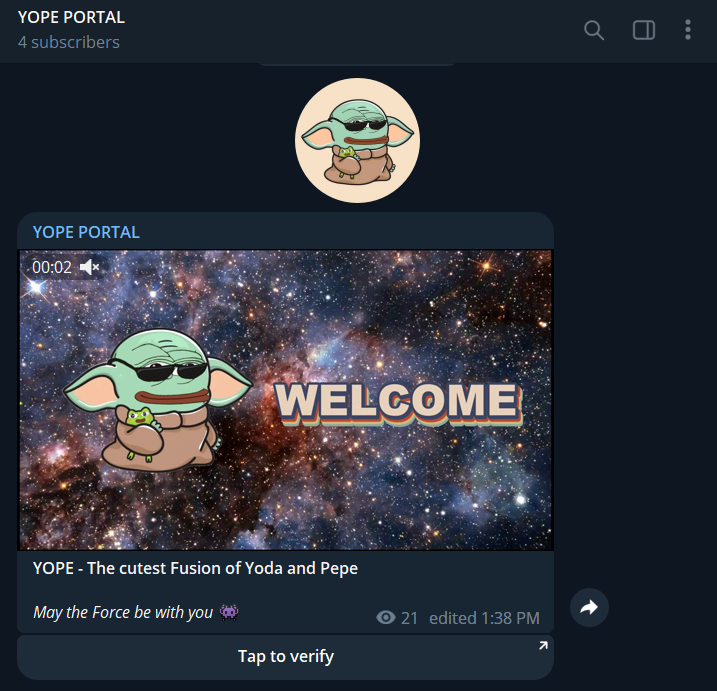 YOPE PORTAL
4 subscribers
YOPE PORTAL
00:02
WELCOME
YOPE - The cutest Fusion of Yoda and Pepe
May the Force be with you 👾
21 edited 1:38 PM
Tap to verify